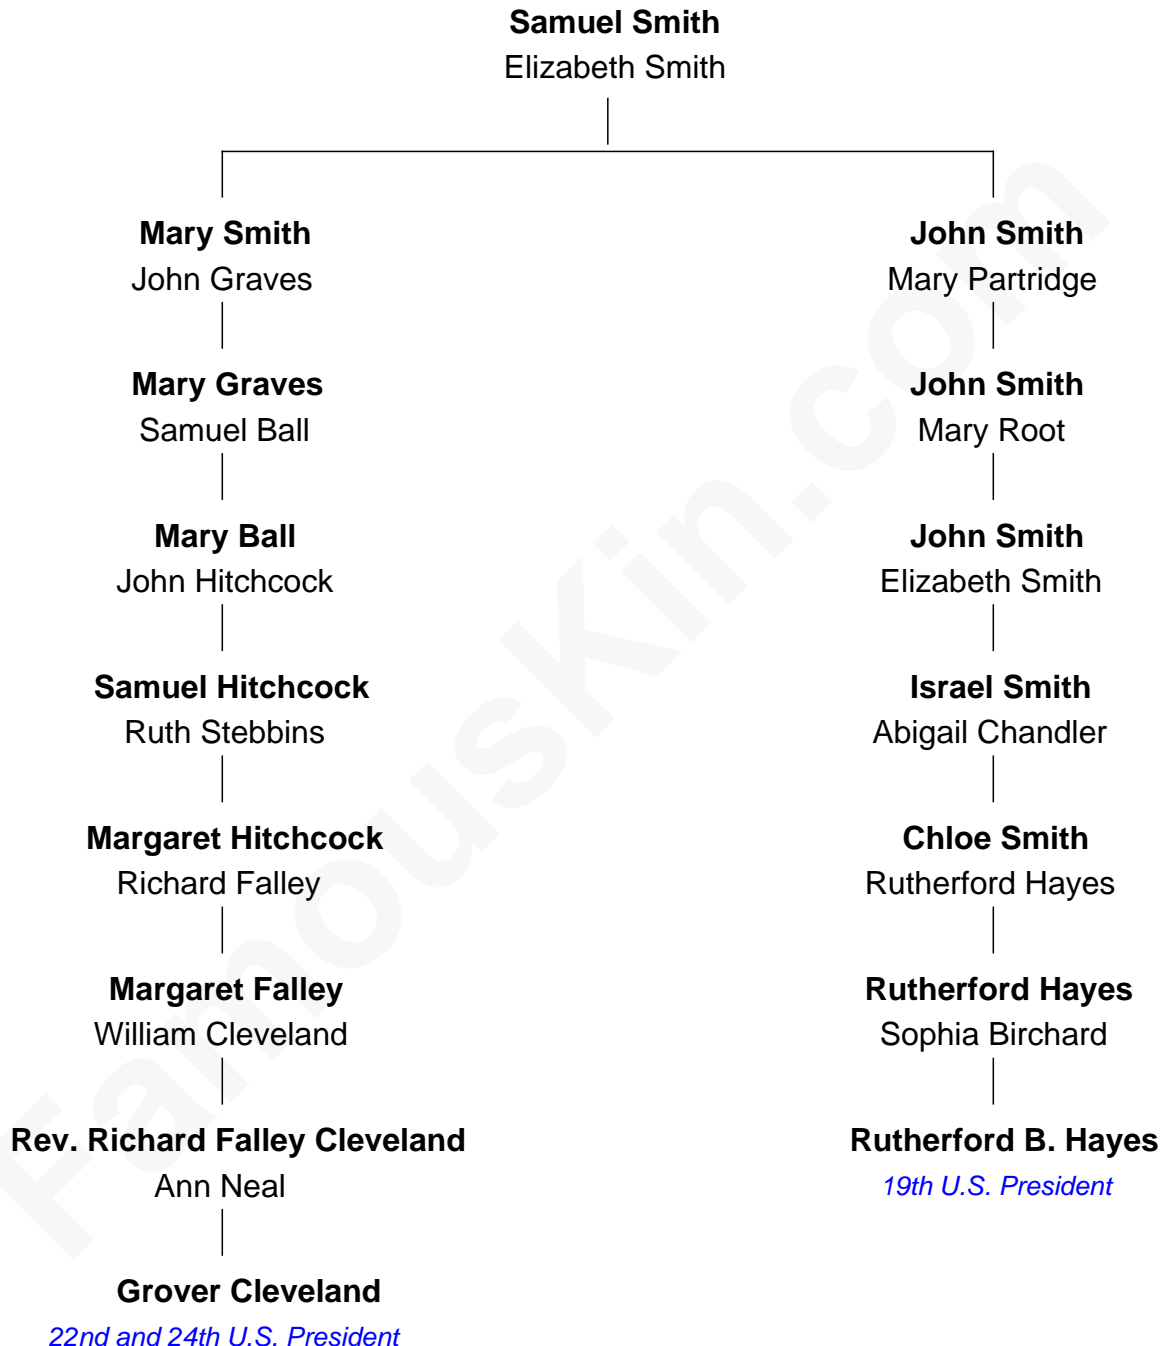 Samuel Smith
Elizabeth Smith
Mary Smith
John Graves
Mary Graves
Samuel Ball
Mary Ball
John Hitchcock
Samuel Hitchcock
Ruth Stebbins
Margaret Hitchcock
Richard Falley
Margaret Falley
William Cleveland
Rev. Richard Falley Cleveland
Ann Neal
Grover Cleveland
22nd and 24th U.S. President
John Smith
Mary Partridge
John Smith
Mary Root
John Smith
Elizabeth Smith
Israel Smith
Abigail Chandler
Chloe Smith
Rutherford Hayes
Rutherford Hayes
Sophia Birchard
Rutherford B. Hayes
19th U.S. President
FamousKin.com